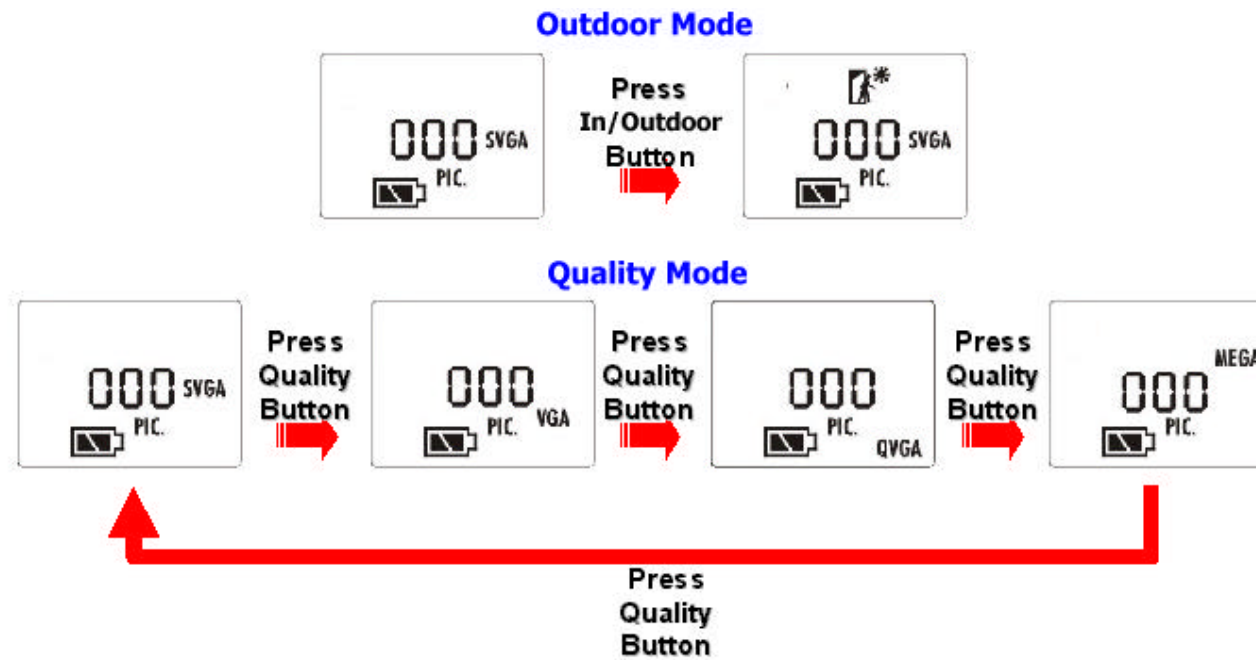 Outdoor Mode
000 SVGA
PIC.
Press
In/Outdoor
Button
000 SVGA
PIC.
Quality Mode
000 SVGA
PIC.
Press
Quality
Button
000
PIC. VGA
Press
Quality
Button
000
PIC.
QVGA
Press
Quality
Button
MEGA
000
PIC.
Press
Quality
Button